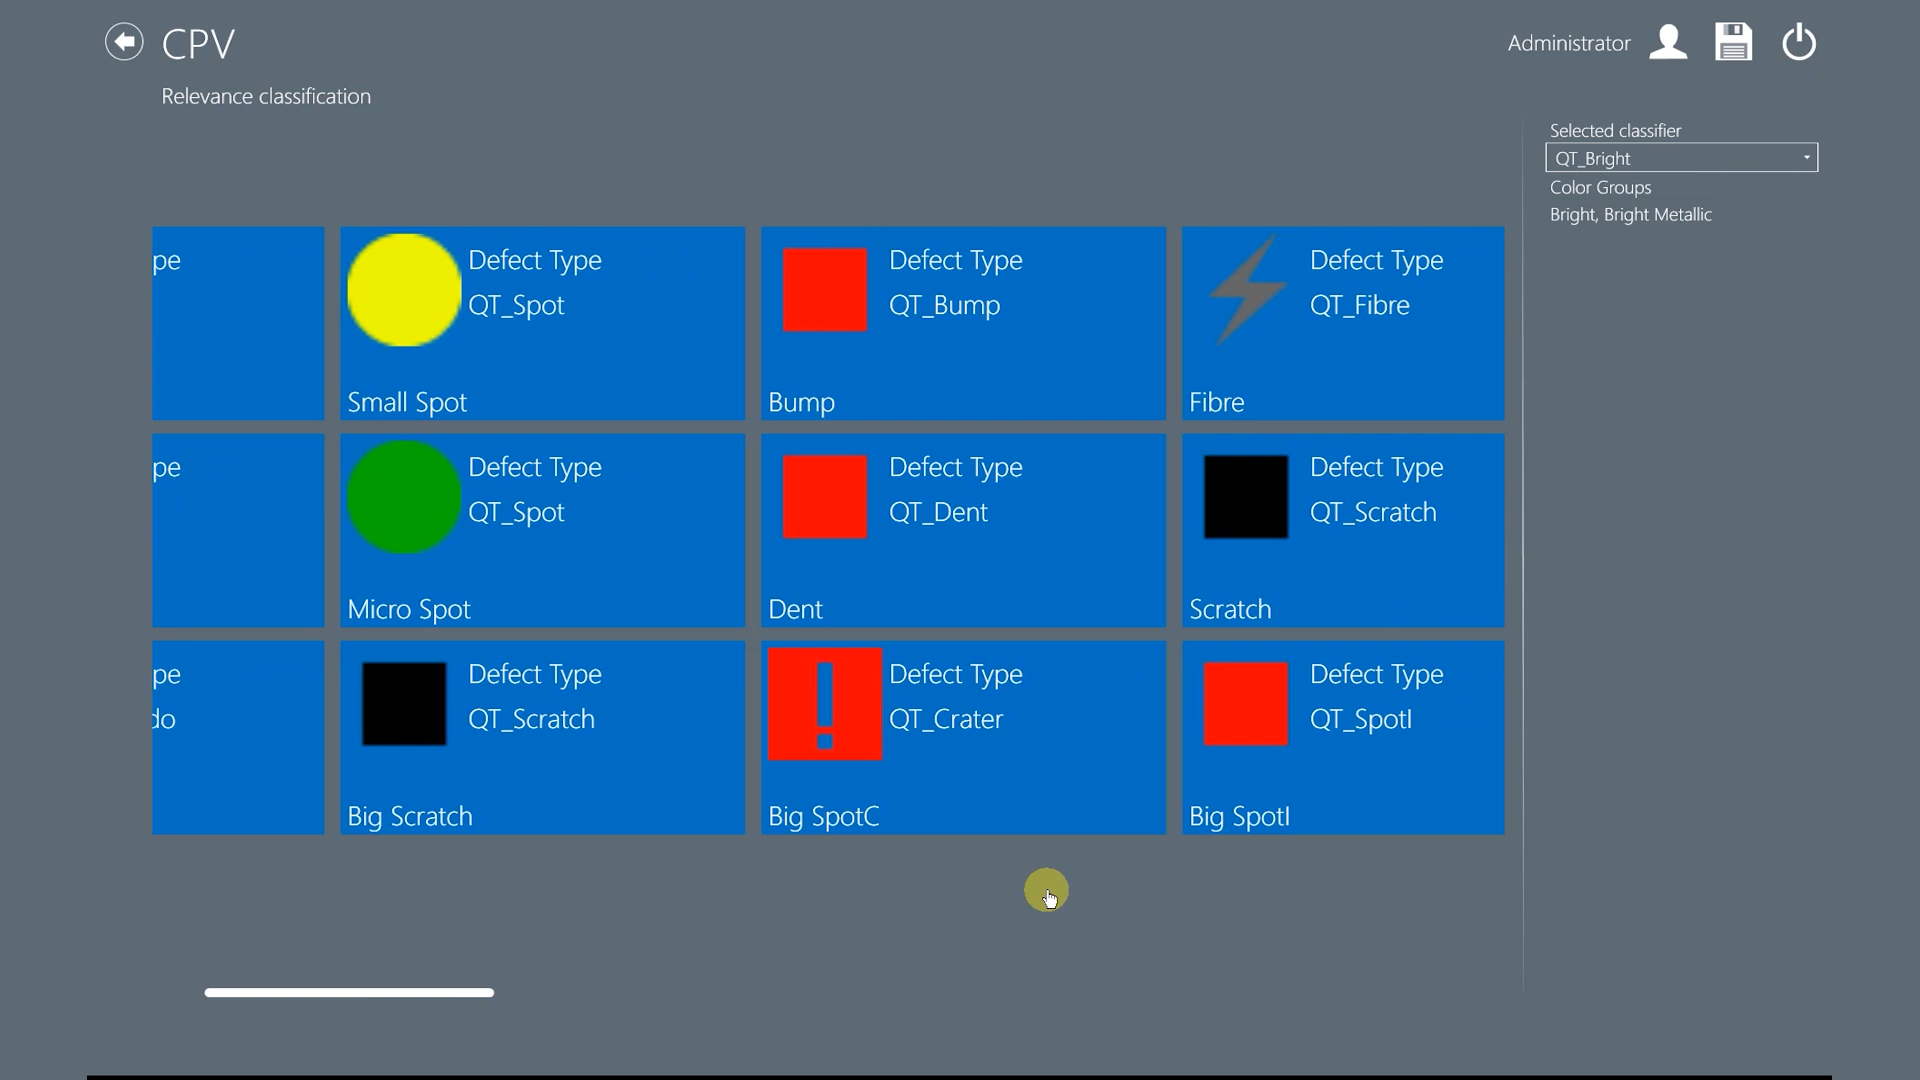 CPV
Administrator
Relevance classification
Selected classifier
QT_Bright
Color Groups
Bright, Bright Metallic
pe
Defect Type
QT_Spot
Small Spot
Defect Type
QT_Bump
Bump
Defect Type
QT_Fibre
Fibre
pe
Defect Type
QT_Spot
Micro Spot
Defect Type
QT_Dent
Dent
Defect Type
QT_Scratch
Scratch
pe
do
Defect Type
QT_Scratch
Big Scratch
!
Defect Type
QT_Crater
Big SpotC
Defect Type
QT_SpotI
Big SpotI